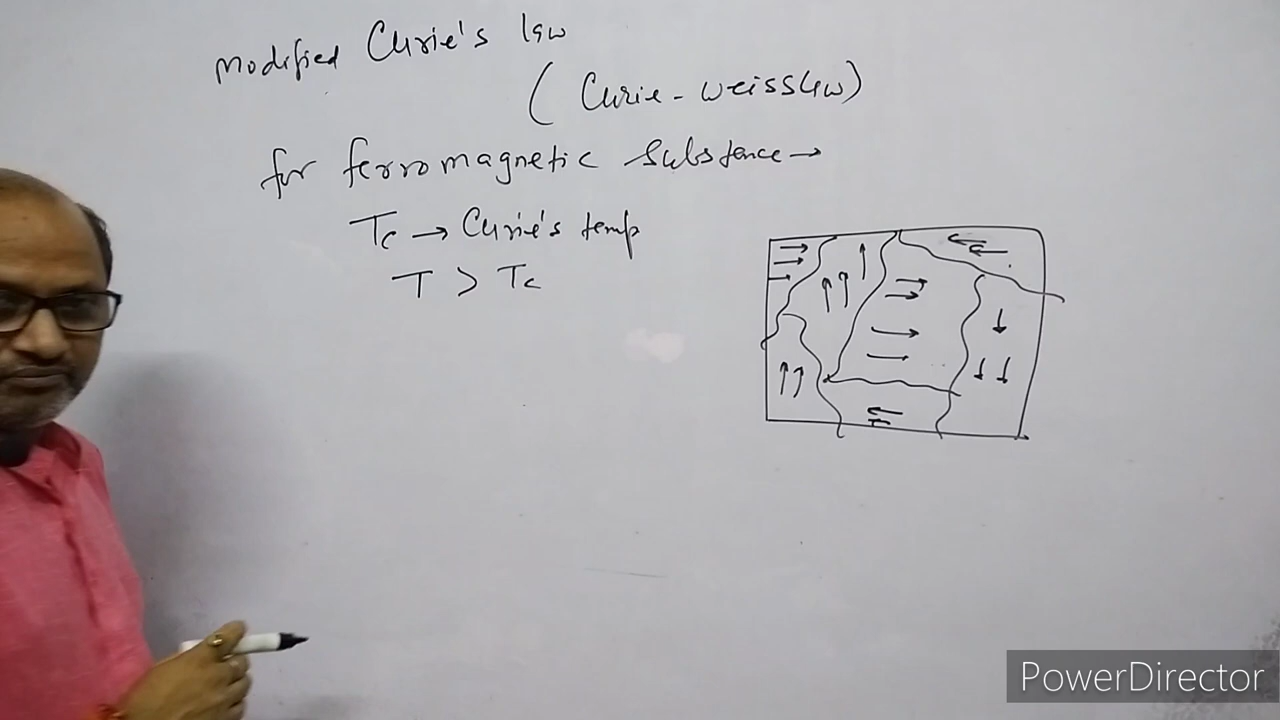 modified Curie's law
(Curie-weiss law)
for ferromagnetic substance →
Tc → Curie's temp
T > Tc
PowerDirector